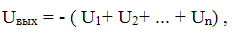 Uвых = - ( U1+ U2+ ... + Un) ,